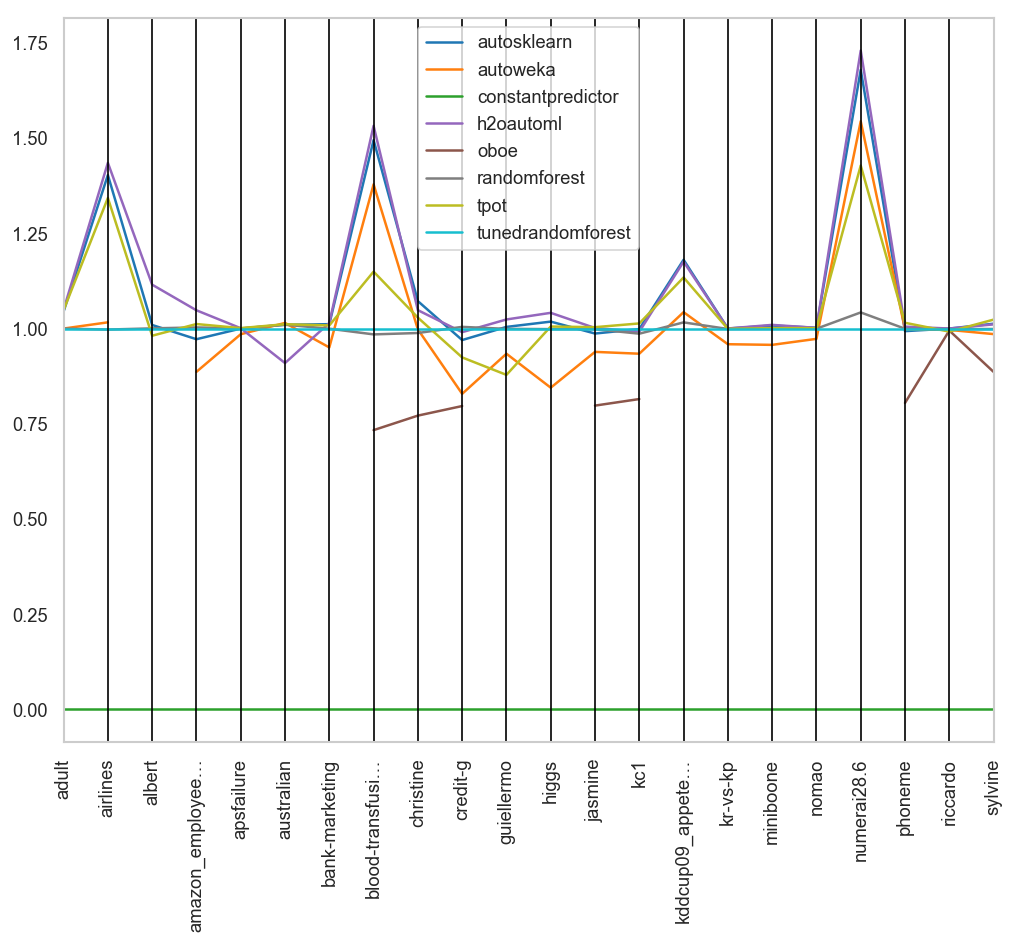 1.75
1.50
1.25
1.00
0.75
0.50
0.25
0.00
autosklearn
autoweka
constantpredictor
h2oautoml
oboe
randomforest
tpot
tunedrandomforest
adult
airlines
albert
amazon_employee...
apsfailure
australian
bank-marketing
blood-transfusi...
christine
credit-g
guiellermo
higgs
jasmine
kc1
kddcup09_appete...
kr-vs-kp
miniboone
nomao
numerai28.6
phoneme
riccardo
sylvine